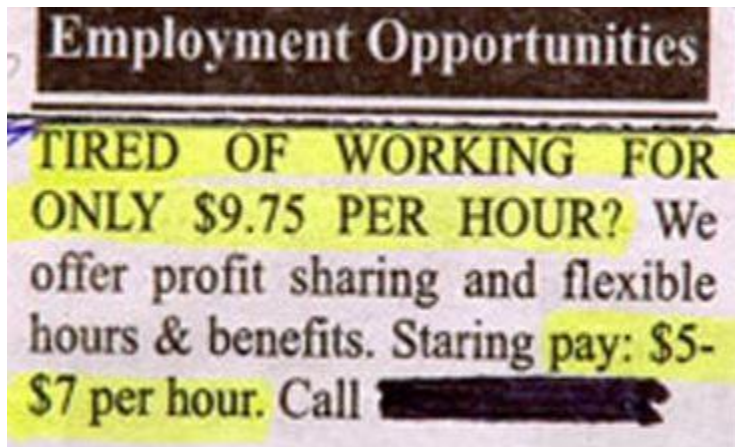 Employment Opportunities
TIRED OF WORKING FOR
ONLY $9.75 PER HOUR? We
offer profit sharing and flexible
hours & benefits. Staring pay: $5-
$7 per hour. Call